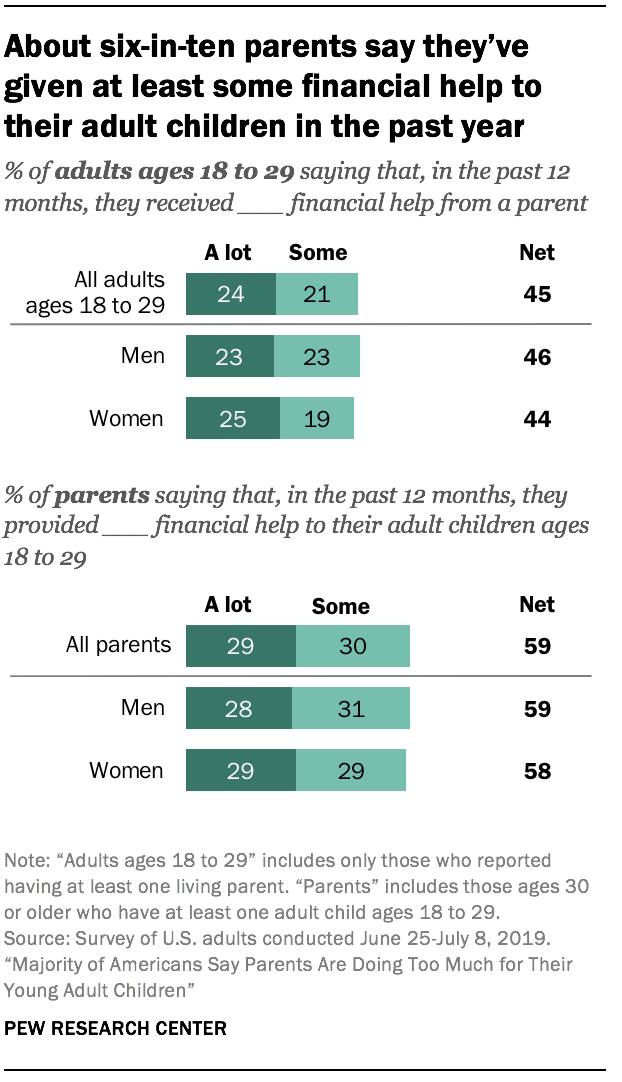 About six-in-ten parents say they’ve
given at least some financial help to
their adult children in the past year
% of adults ages 18 to 29 saying that, in the past 12
months, they received ___ financial help from a parent
A lot Some Net
All adults
ages 18 to 29 24 21 45
Men 23 23 46
Women 25 19 44
% of parents saying that, in the past 12 months, they
provided ___ financial help to their adult children ages
18 to 29
A lot Some Net
All parents 29 30 59
Men 28 31 59
Women 29 29 58
Note: “Adults ages 18 to 29” includes only those who reported
having at least one living parent. “Parents” includes those ages 30
or older who have at least one adult child ages 18 to 29.
Source: Survey of U.S. adults conducted June 25-July 8, 2019.
“Majority of Americans Say Parents Are Doing Too Much for Their
Young Adult Children”
PEW RESEARCH CENTER